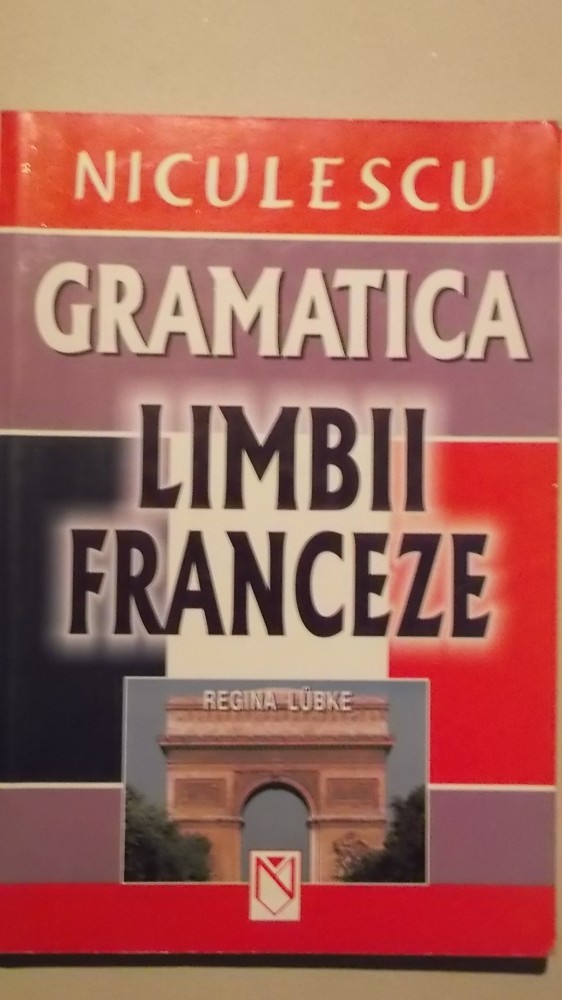 NICULESCU
GRAMATICA
LIMBII
FRANCEZE
REGINA LÜBKE